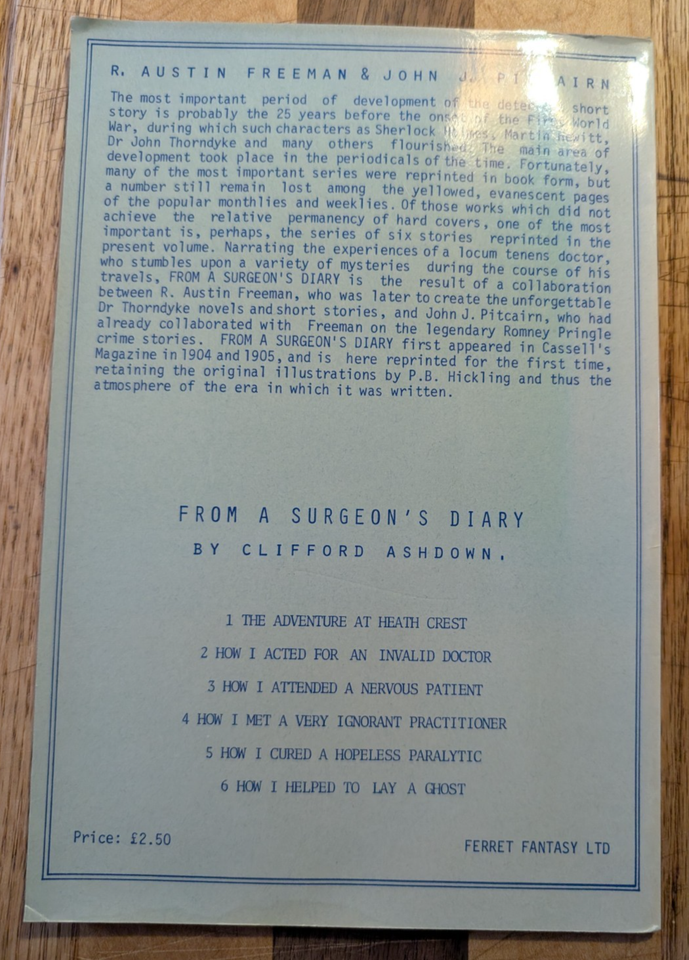 R. AUSTIN FREEMAN & JOHN J. PITCAIRN
The most important period of development of the detective short
story is probably the 25 years before the onset of the First World
War, during which such characters as Sherlock Holmes, Martin Hewitt,
Dr John Thorndyke and many others flourished. The main area of
development took place in the periodicals of the time. Fortunately,
many of the most important series were reprinted in book form, but
a number still remain lost among the yellowed, evanescent pages
of the popular monthlies and weeklies. Of those works which did not
achieve the relative permanency of hard covers, one of the most
important is, perhaps, the series of six stories reprinted in the
present volume. Narrating the experiences of a locum tenens doctor,
who stumbles upon a variety of mysteries during the course of his
travels, FROM A SURGEON'S DIARY is the result of a collaboration
between R. Austin Freeman, who was later to create the unforgettable
Dr Thorndyke novels and short stories, and John J. Pitcairn, who had
already collaborated with Freeman on the legendary Romney Pringle
crime stories. FROM A SURGEON'S DIARY first appeared in Cassell's
Magazine in 1904 and 1905, and is here reprinted for the first time,
retaining the original illustrations by P.B. Hickling and thus the
atmosphere of the era in which it was written.
FROM A SURGEON'S DIARY
BY CLIFFORD ASHDOWN.
1 THE ADVENTURE AT HEATH CREST
2 HOW I ACTED FOR AN INVALID DOCTOR
3 HOW I ATTENDED A NERVOUS PATIENT
4 HOW I MET A VERY IGNORANT PRACTITIONER
5 HOW I CURED A HOPELESS PARALYTIC
6 HOW I HELPED TO LAY A GHOST
Price: £2.50
FERRET FANTASY LTD